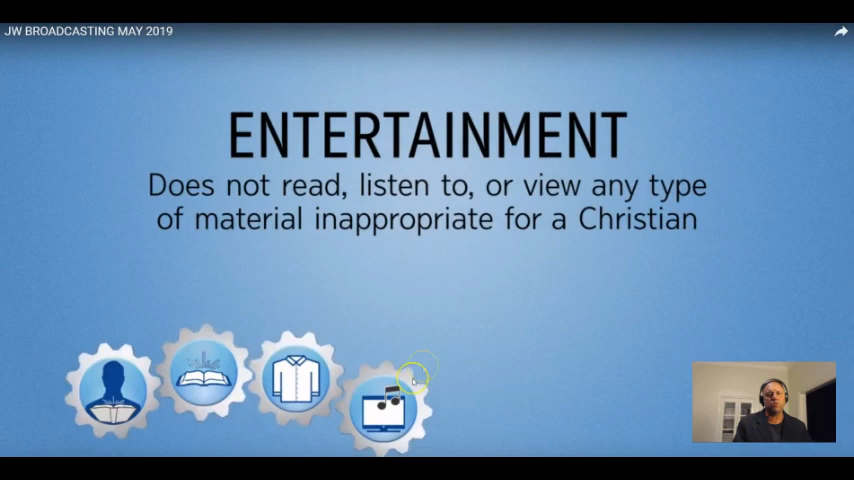 JW BROADCASTING MAY 2019
ENTERTAINMENT
Does not read, listen to, or view any type
of material inappropriate for a Christian